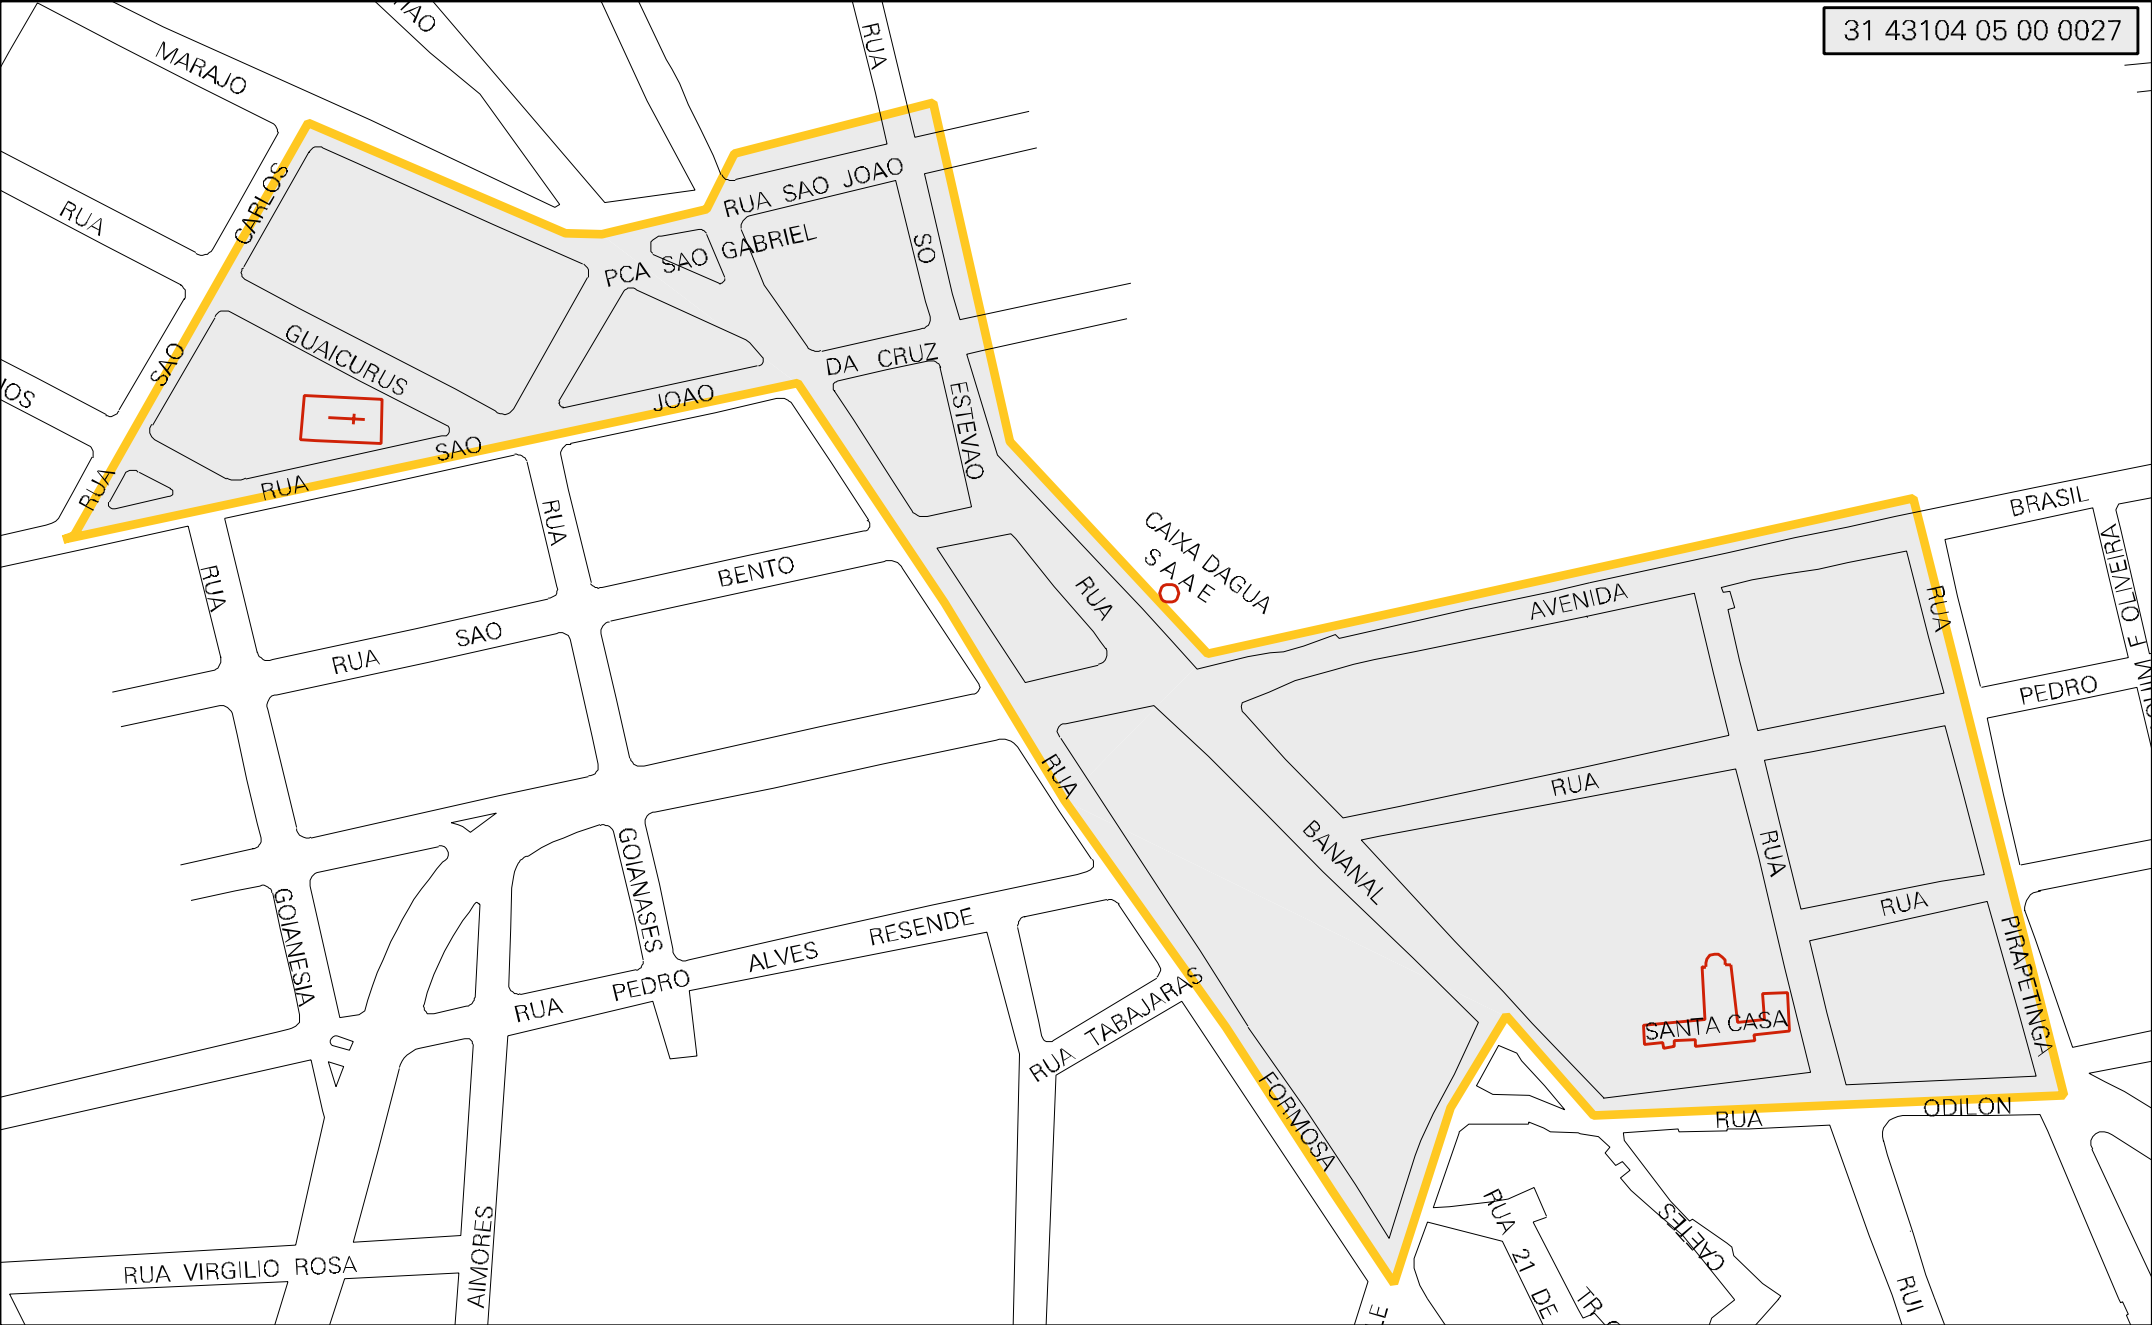 31 43104 05 00 0027
MARAJO
RUA
RUA
CARLOS
SAO
RUA
RUA SAO JOAO
PCA SAO GABRIEL
SO
GUAICURUS
DA CRUZ
ESTEVAO
JOAO
SAO
RUA
RUA
RUA
BENTO
SAO
RUA
RUA
CAIXA DAGUA
S A A E
AVENIDA
BRASIL
RUA
PEDRO
RUA
RUA
BANANAL
RUA
RUA
GOIANASES
GOIANESIA
RESENDE
ALVES
PEDRO
RUA
RUA TABAJARAS
PIRAPETINGA
SANTA CASA
FORMOSA
RUA
ODILON
AIMORES
RUA VIRGILIO ROSA
RUA 21 DE
TR
CAETES
RUI